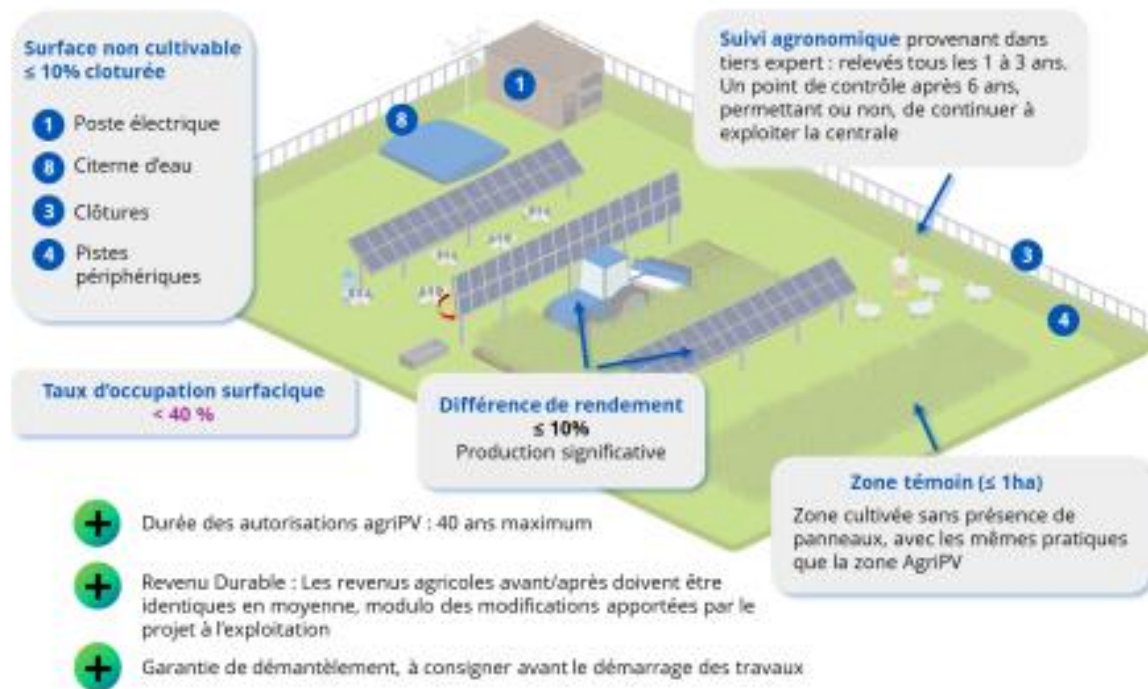 Surface non cultivable
≤ 10% cloturée
1 Poste électrique
8 Citerne d'eau
3 Clôtures
4 Pistes
périphériques
Taux d'occupation surfacique
< 40 %
1
8
Suivi agronomique provenant dans
tiers expert : relevés tous les 1 à 3 ans.
Un point de contrôle après 6 ans,
permettant ou non, de continuer à
exploiter la centrale
3
4
Différence de rendement
≤ 10%
Production significative
Zone témoin (≤ 1ha)
Zone cultivée sans présence de
panneaux, avec les mêmes pratiques
que la zone AgriPV
Durée des autorisations agriPV : 40 ans maximum
Revenu Durable : Les revenus agricoles avant/après doivent être
identiques en moyenne, modulo des modifications apportées par le
projet à l'exploitation
Garantie de démantèlement, à consigner avant le démarrage des travaux